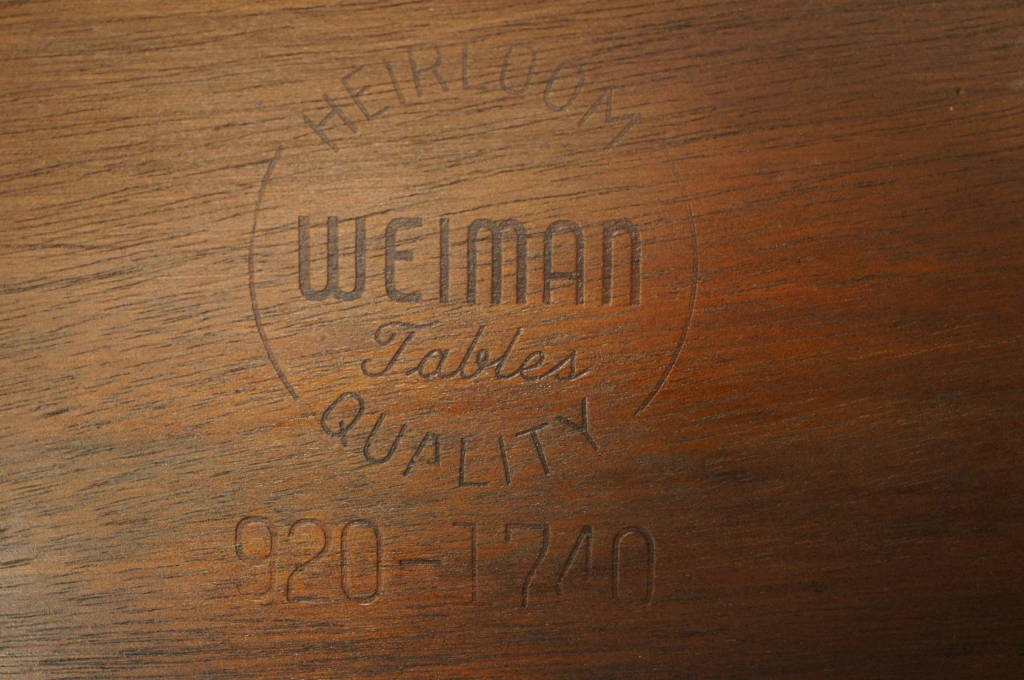 HEIRLOOM
WEIMAN
Tables
QUALITY
920-1740